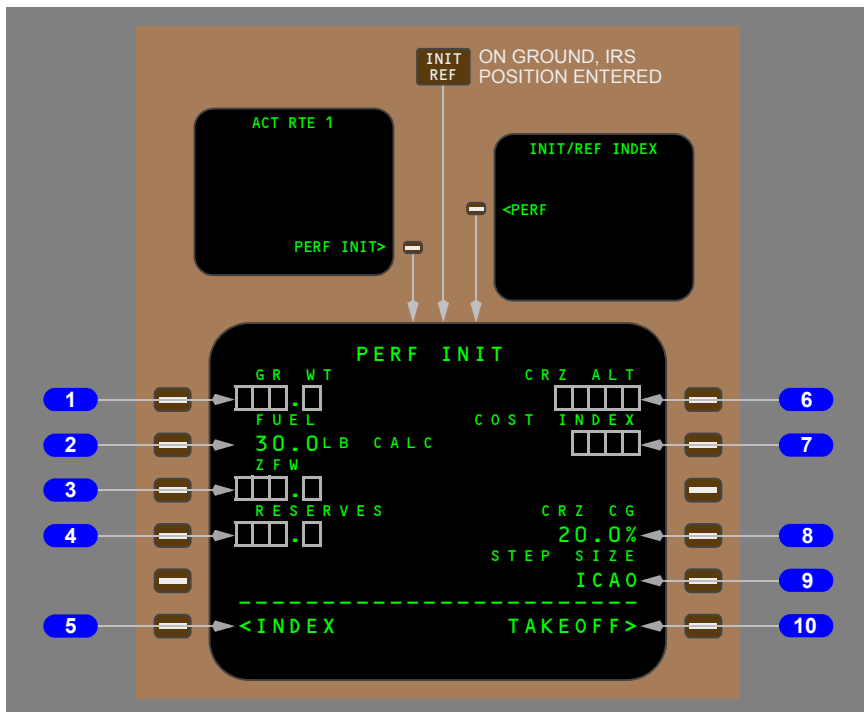 INIT
REF
ON GROUND, IRS
POSITION ENTERED
ACT RTE 1
PERF INIT>
INIT/REF INDEX
<PERF
PERF INIT
GR WT
CRZ ALT
1
.
6
FUEL
COST INDEX
2
30.0LB CALC
7
ZFW
3
.
RESERVES
CRZ CG
4
.
20.0%
8
STEP SIZE
ICAO
9
------------------------
5
<INDEX
TAKEOFF>
10